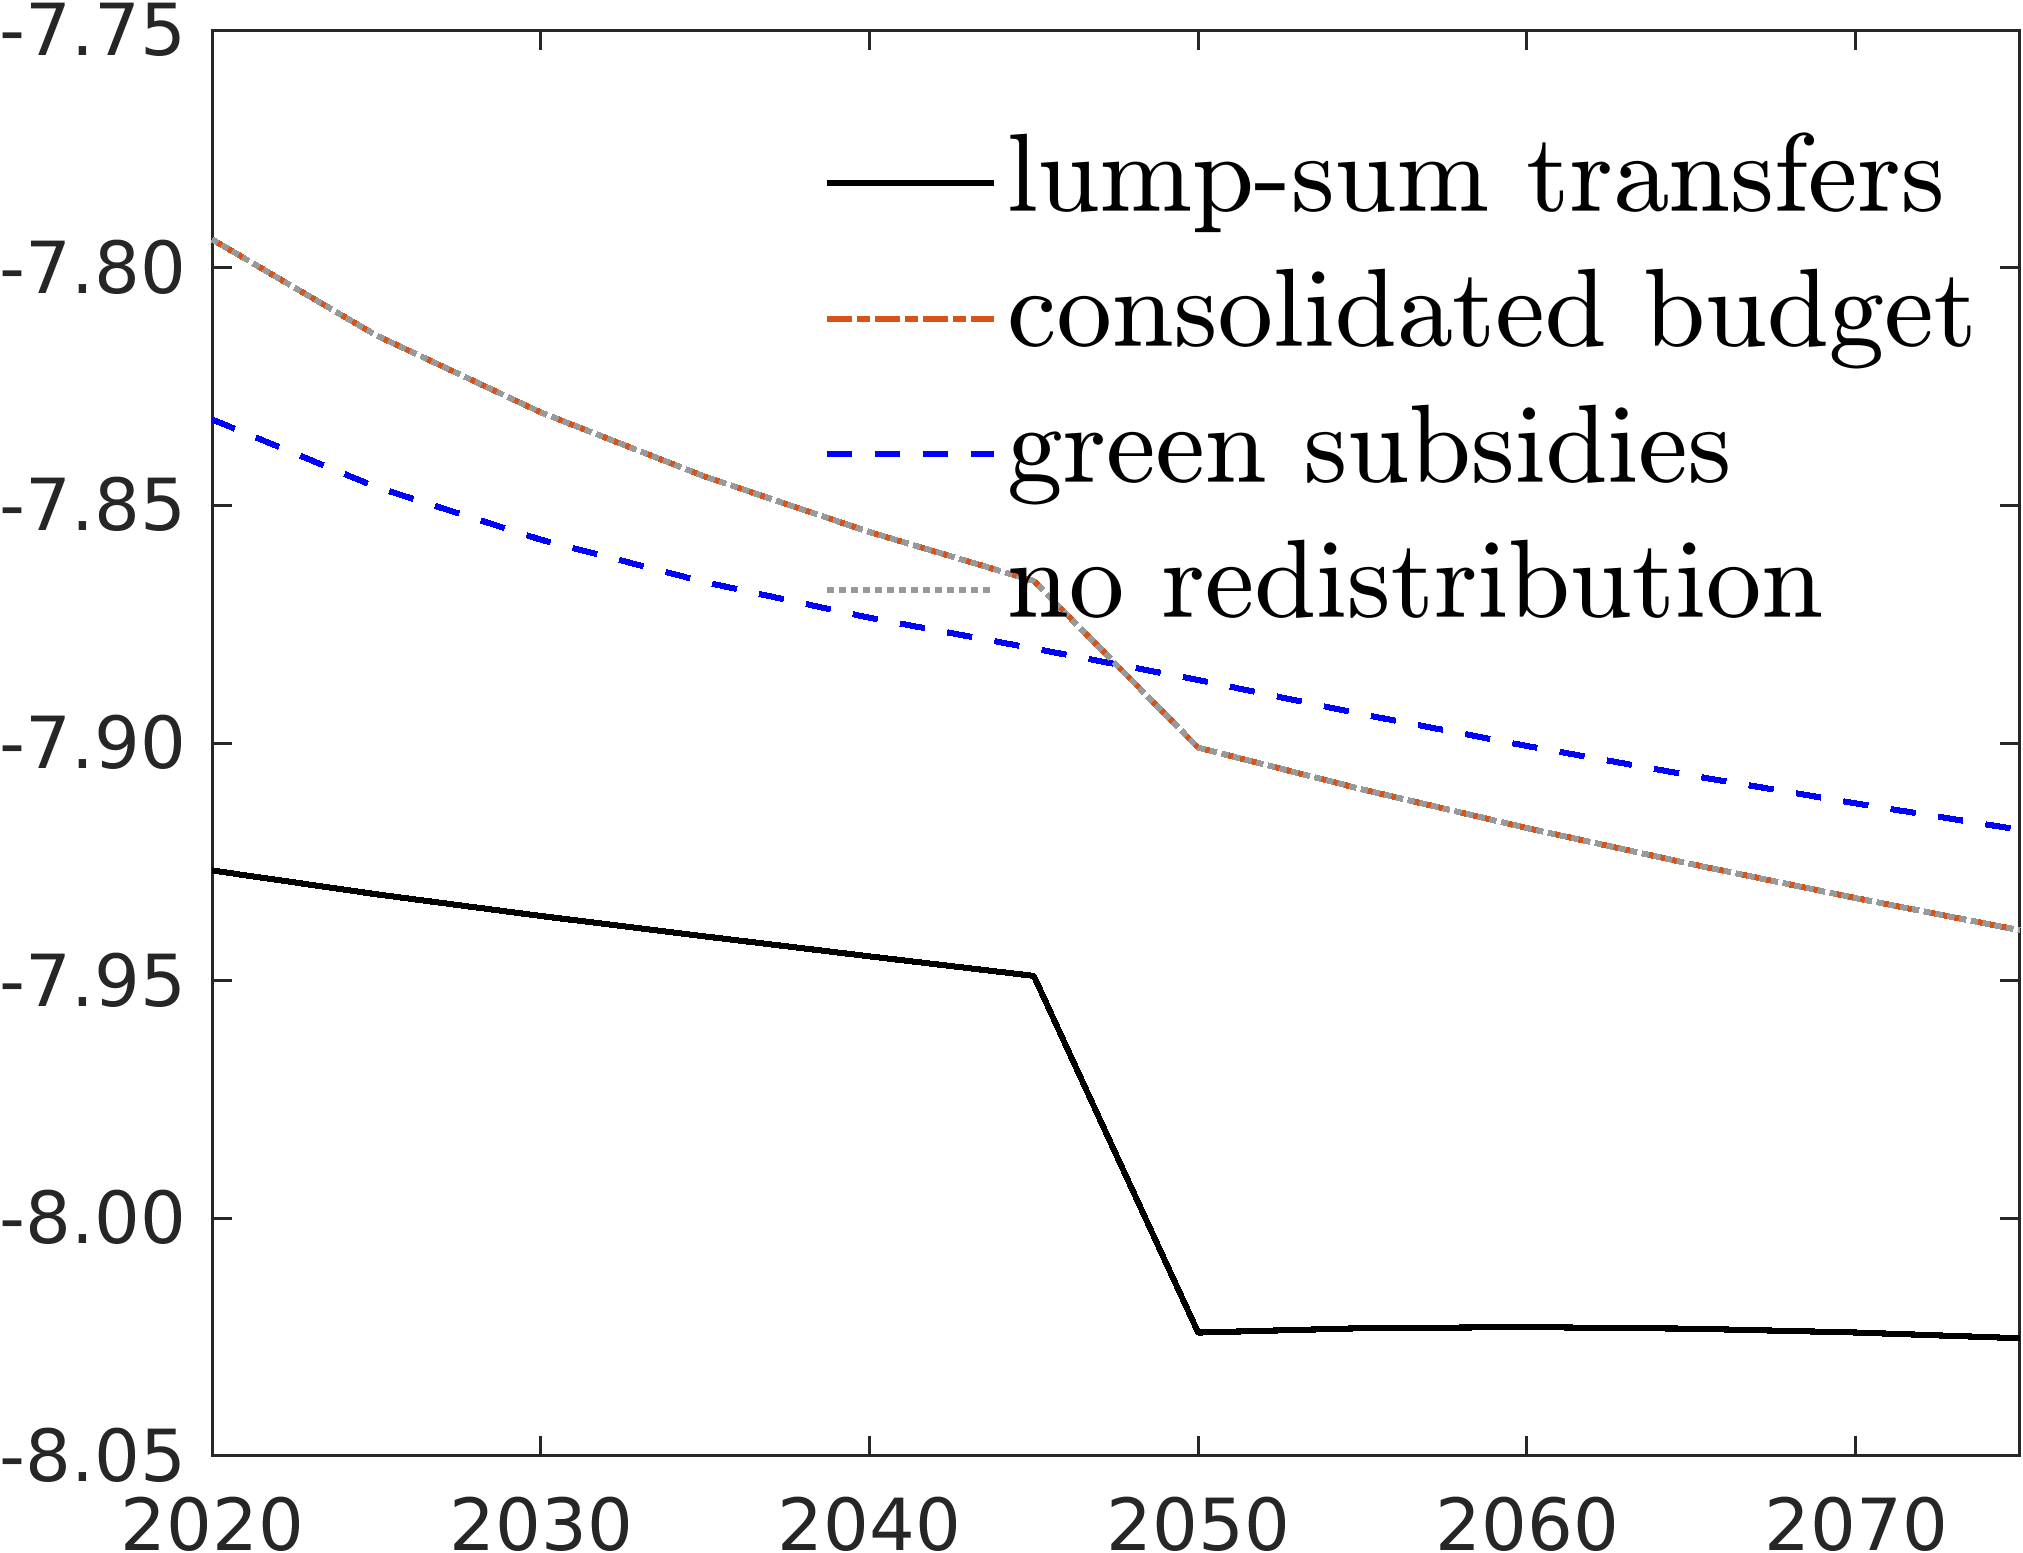 -7.75
lump-sum transfers
-7.80
consolidated budget
green subsidies
-7.85
no redistribution
-7.90
-7.95
-8.00
-8.05
2020 2030 2040 2050 2060 2070